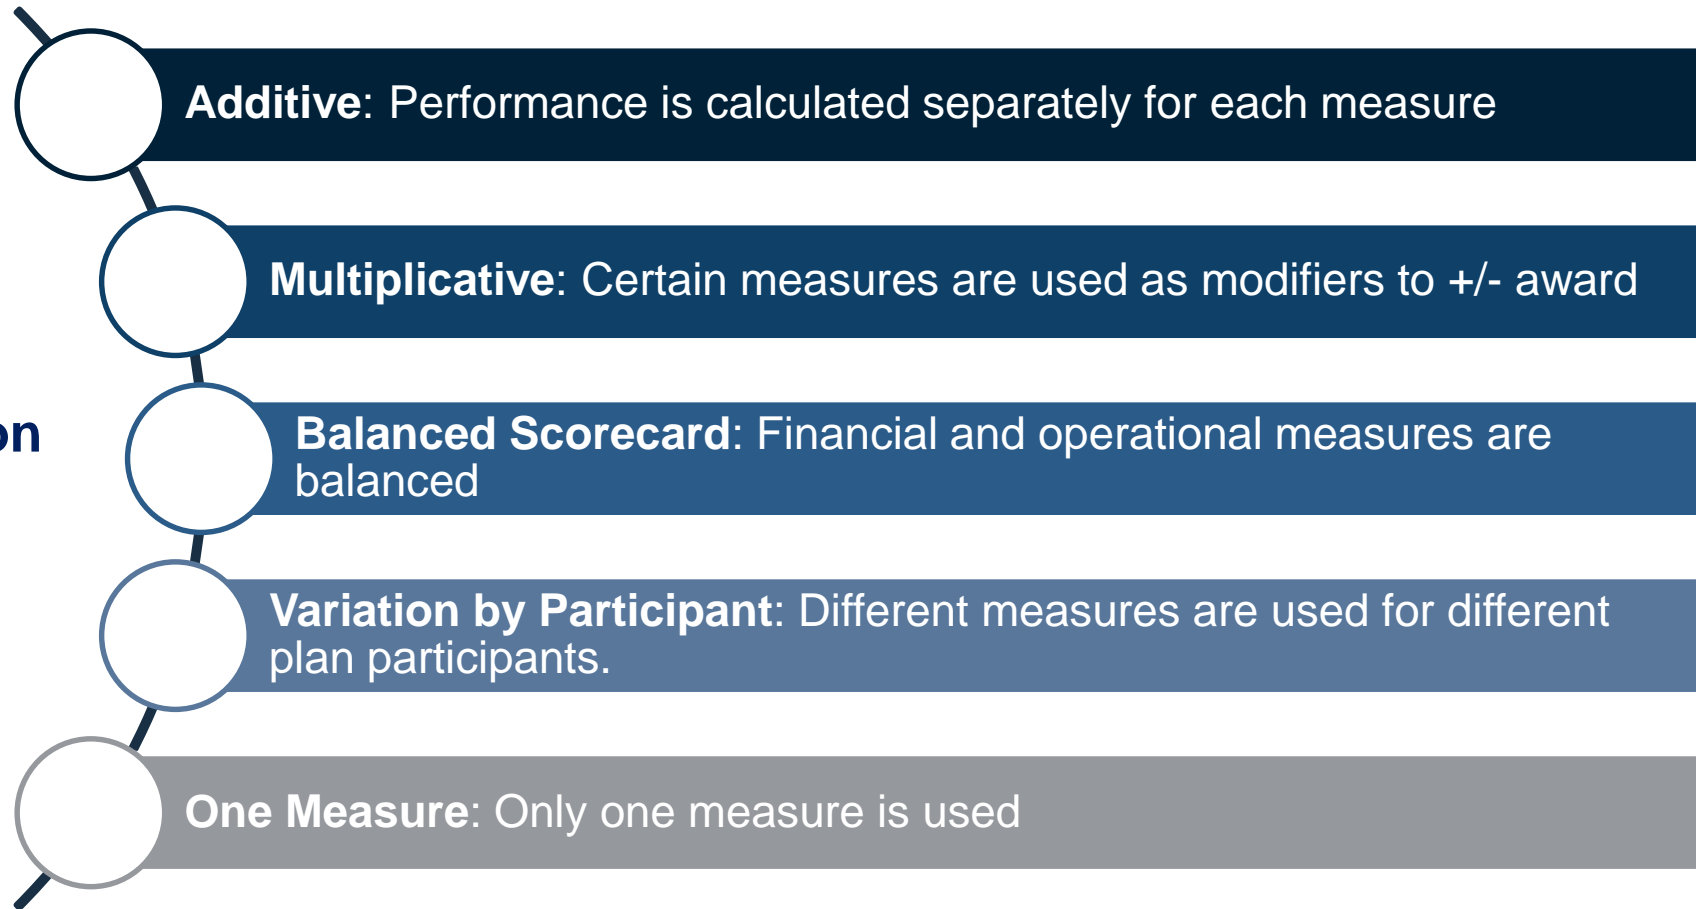 Additive: Performance is calculated separately for each measure
Multiplicative: Certain measures are used as modifiers to +/- award
on
Balanced Scorecard: Financial and operational measures are
balanced
Variation by Participant: Different measures are used for different
plan participants.
One Measure: Only one measure is used